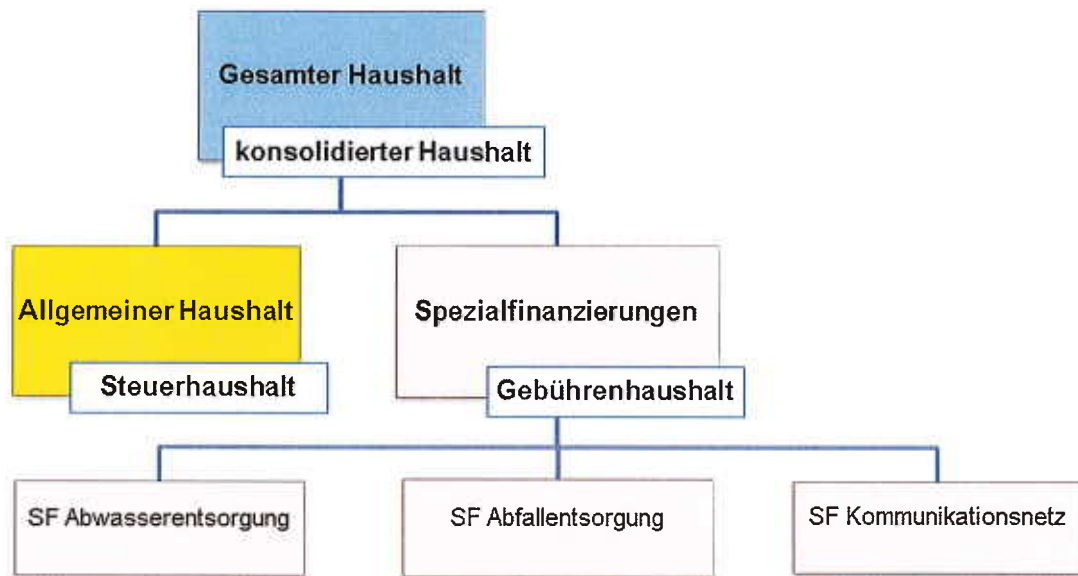 Gesamter Haushalt
konsolidierter Haushalt
Allgemeiner Haushalt
Steuerhaushalt
Spezialfinanzierungen
Gebührenhaushalt
SF Abwasserentsorgung
SF Abfallentsorgung
SF Kommunikationsnetz